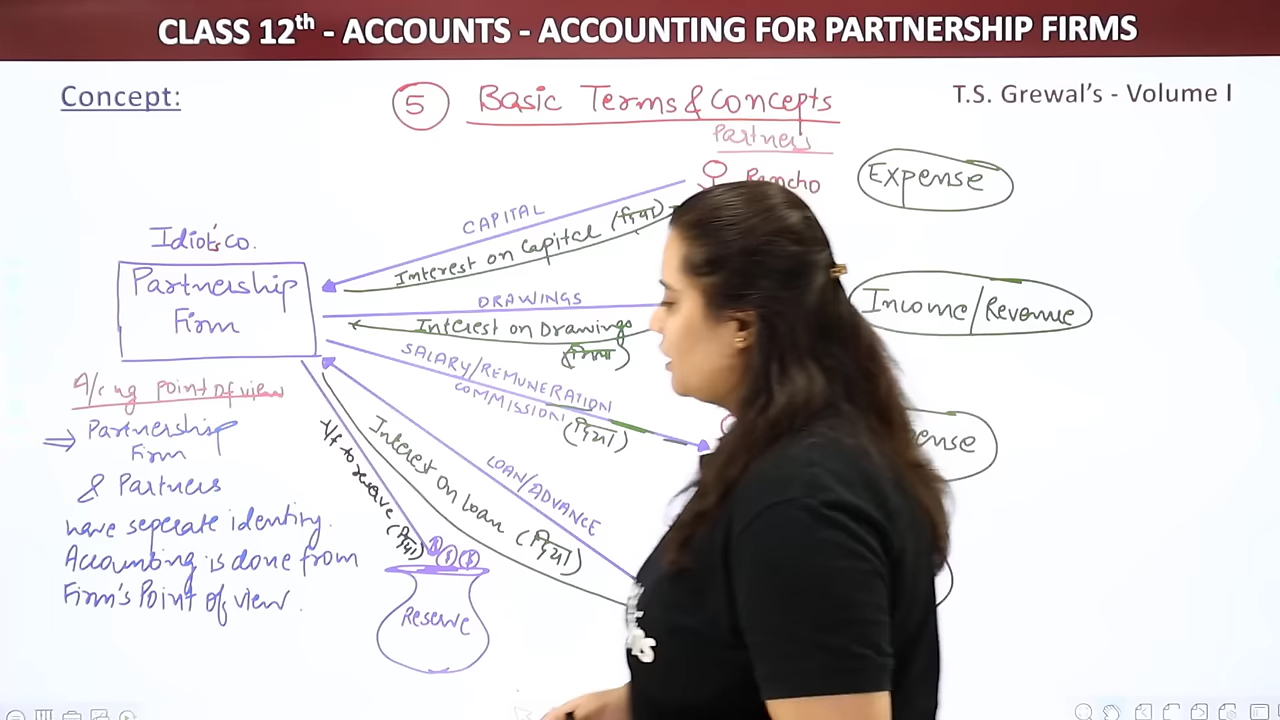 CLASS 12th - ACCOUNTS - ACCOUNTING FOR PARTNERSHIP FIRMS
Concept:
5 Basic Terms & Concepts
T.S. Grewal's - Volume I
Partners
Rancho
Expense
CAPITAL
Interest on Capital (दिया)
Idiot's Co.
Partnership
Firm
DRAWINGS
Interest on Drawings
Income/Revenue
SALARY/REMUNERATION
COMMISSION (दिया)
A/c ng point of view
⇒ Partnership
Firm
& Partners
have seperate identity.
Accounting is done from
Firm's Point of view.
T/f to reserve (दिया)
Interest on Loan (दिया)
LOAN/ADVANCE
ense
Reserve